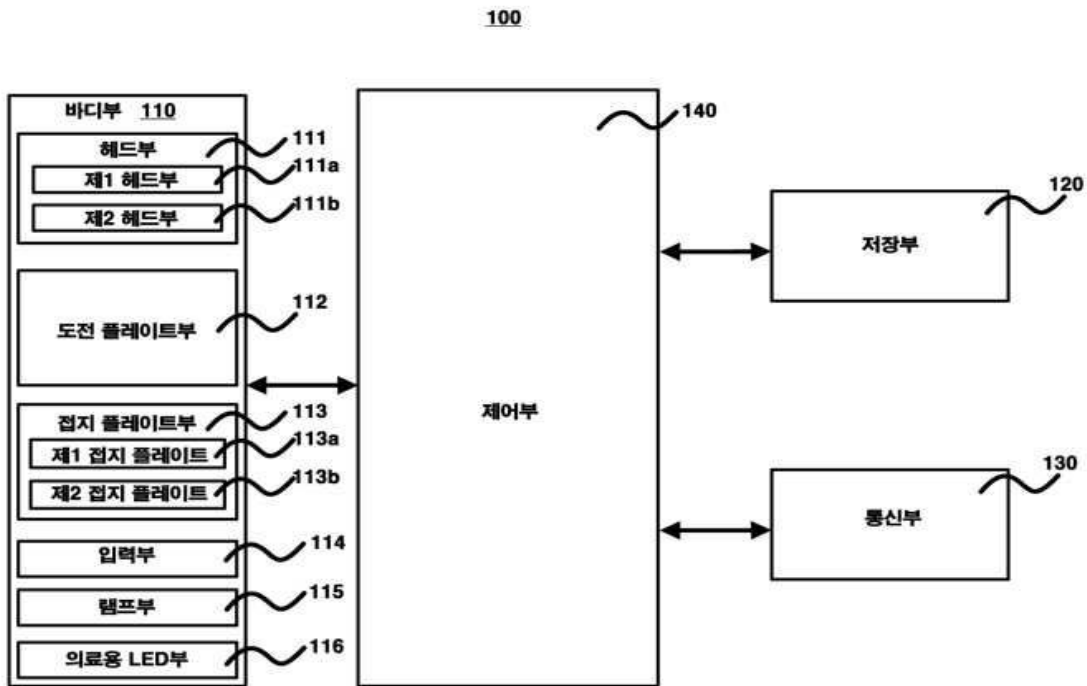 100
바디부 110
헤드부 111
제1 헤드부 111a
제2 헤드부 111b
도전 플레이트부 112
접지 플레이트부 113
제1 접지 플레이트 113a
제2 접지 플레이트 113b
입력부 114
램프부 115
의료용 LED부 116
제어부 140
저장부 120
통신부 130